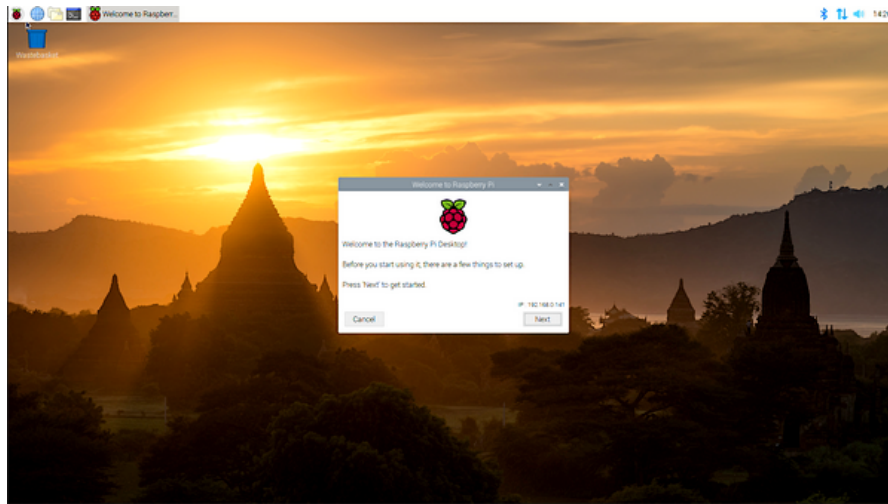 Welcome to Raspberr..
Wastebasket
Welcome to Raspberry Pi
Welcome to the Raspberry Pi Desktop!
Before you start using it, there are a few things to set up.
Press 'Next' to get started.
IP : 192.168.0.141
Cancel
Next